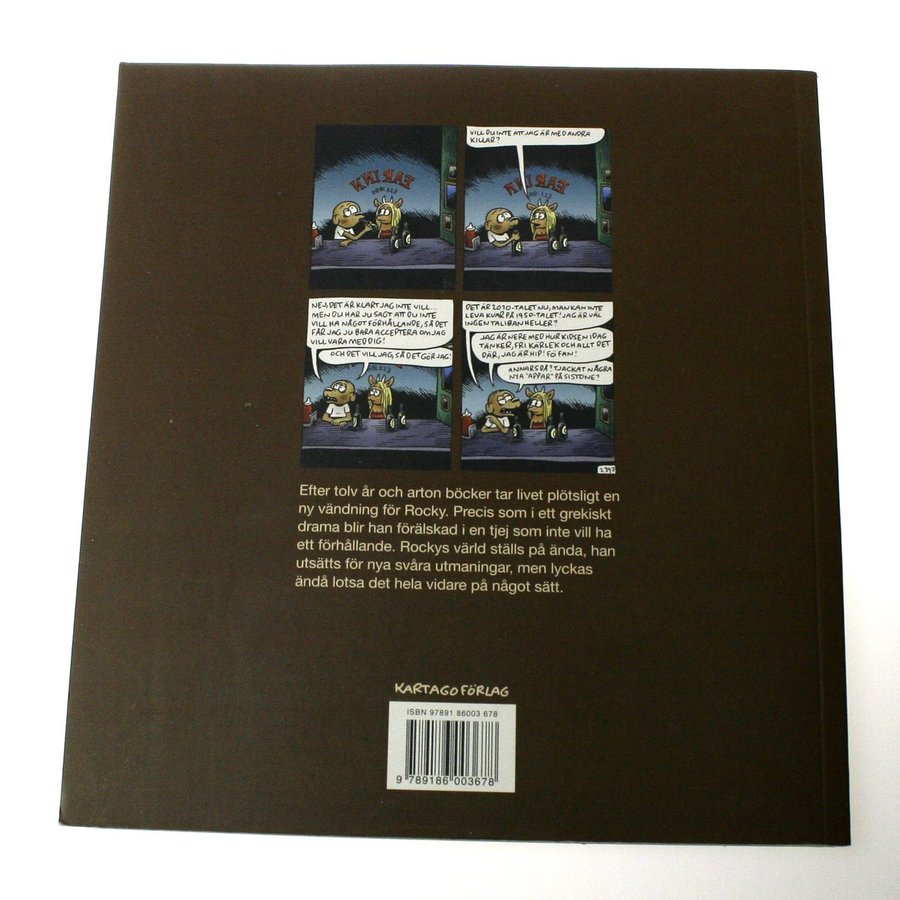 EAR INN
VILL DU INTE ATT JAG ÄR MED ANDRA
KILLAR?
EAR INN
NEJ, DET ÄR KLART JAG INTE VILL...
MEN DU HAR JU SAGT ATT DU INTE
VILL HA NÅGOT FÖRHÅLLANDE, SÅ DET
FÅR JAG JU BARA ACCEPTERA OM JAG
VILL VARA MED DIG!
OCH DET VILL JAG, SÅ DET GÖR JAG!
DET ÄR 2010-TALET NU, MAN KAN INTE
LEVA KVAR PÅ 1950-TALET! JAG ÄR VÄL
INGEN TALIBAN HELLER?
JAG ÄR NERE MED HUR KIDSEN IDAG
TÄNKER, FRI KÄRLEK OCH ALLT DET
DÄR, JAG ÄR HIP! FÖ FAN!
ANNARS DÅ? TJACKAT NÅGRA
NYA "APPAR" PÅ SISTONE?
2397
Efter tolv år och arton böcker tar livet plötsligt en
ny vändning för Rocky. Precis som i ett grekiskt
drama blir han förälskad i en tjej som inte vill ha
ett förhållande. Rockys värld ställs på ända, han
utsätts för nya svåra utmaningar, men lyckas
ändå lotsa det hela vidare på något sätt.
KARTAGO FÖRLAG
ISBN 97891 86003 678
9 789186 003678